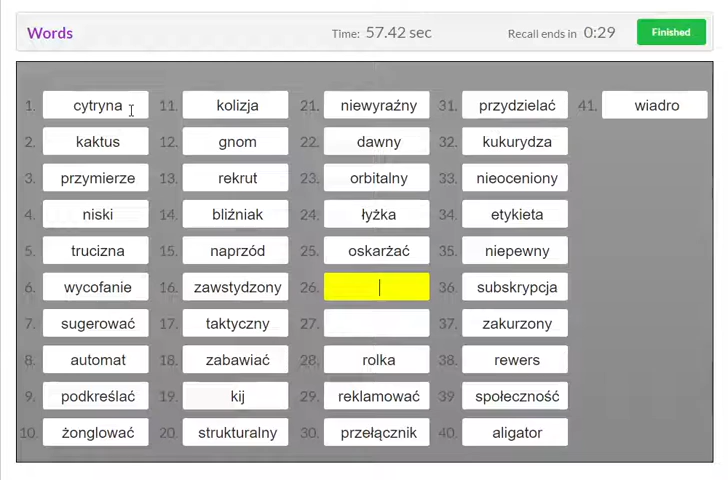 Words
Time: 57.42 sec
Recall ends in 0:29
Finished
1. cytryna
2. kaktus
3. przymierze
4. niski
5. trucizna
6. wycofanie
7. sugerować
8. automat
9. podkreślać
10. żonglować
11. kolizja
12. gnom
13. rekrut
14. bliźniak
15. naprzód
16. zawstydzony
17. taktyczny
18. zabawiać
19. kij
20. strukturalny
21. niewyraźny
22. dawny
23. orbitalny
24. łyżka
25. oskarżać
26.
27.
28. rolka
29. reklamować
30. przełącznik
31. przydzielać
32. kukurydza
33. nieoceniony
34. etykieta
35. niepewny
36. subskrypcja
37. zakurzony
38. rewers
39 społeczność
40. aligator
41. wiadro